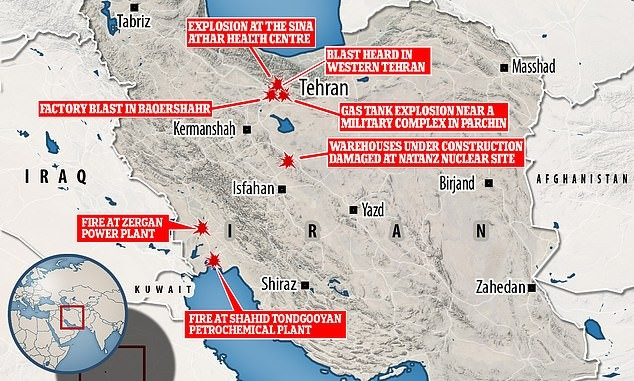 Tabriz
EXPLOSION AT THE SINA
ATHAR HEALTH CENTRE
BLAST HEARD IN
WESTERN TEHRAN
Masshad
Tehran
FACTORY BLAST IN BAQERSHAHR
GAS TANK EXPLOSION NEAR A
MILITARY COMPLEX IN PARCHIN
Kermanshah
WAREHOUSES UNDER CONSTRUCTION
DAMAGED AT NATANZ NUCLEAR SITE
IRAQ
Isfahan
Birjand
AFGHANISTAN
Yazd
FIRE AT ZERGAN
POWER PLANT
IRAN
KUWAIT
Shiraz
Zahedan
FIRE AT SHAHID TONDGOOYAN
PETROCHEMICAL PLANT